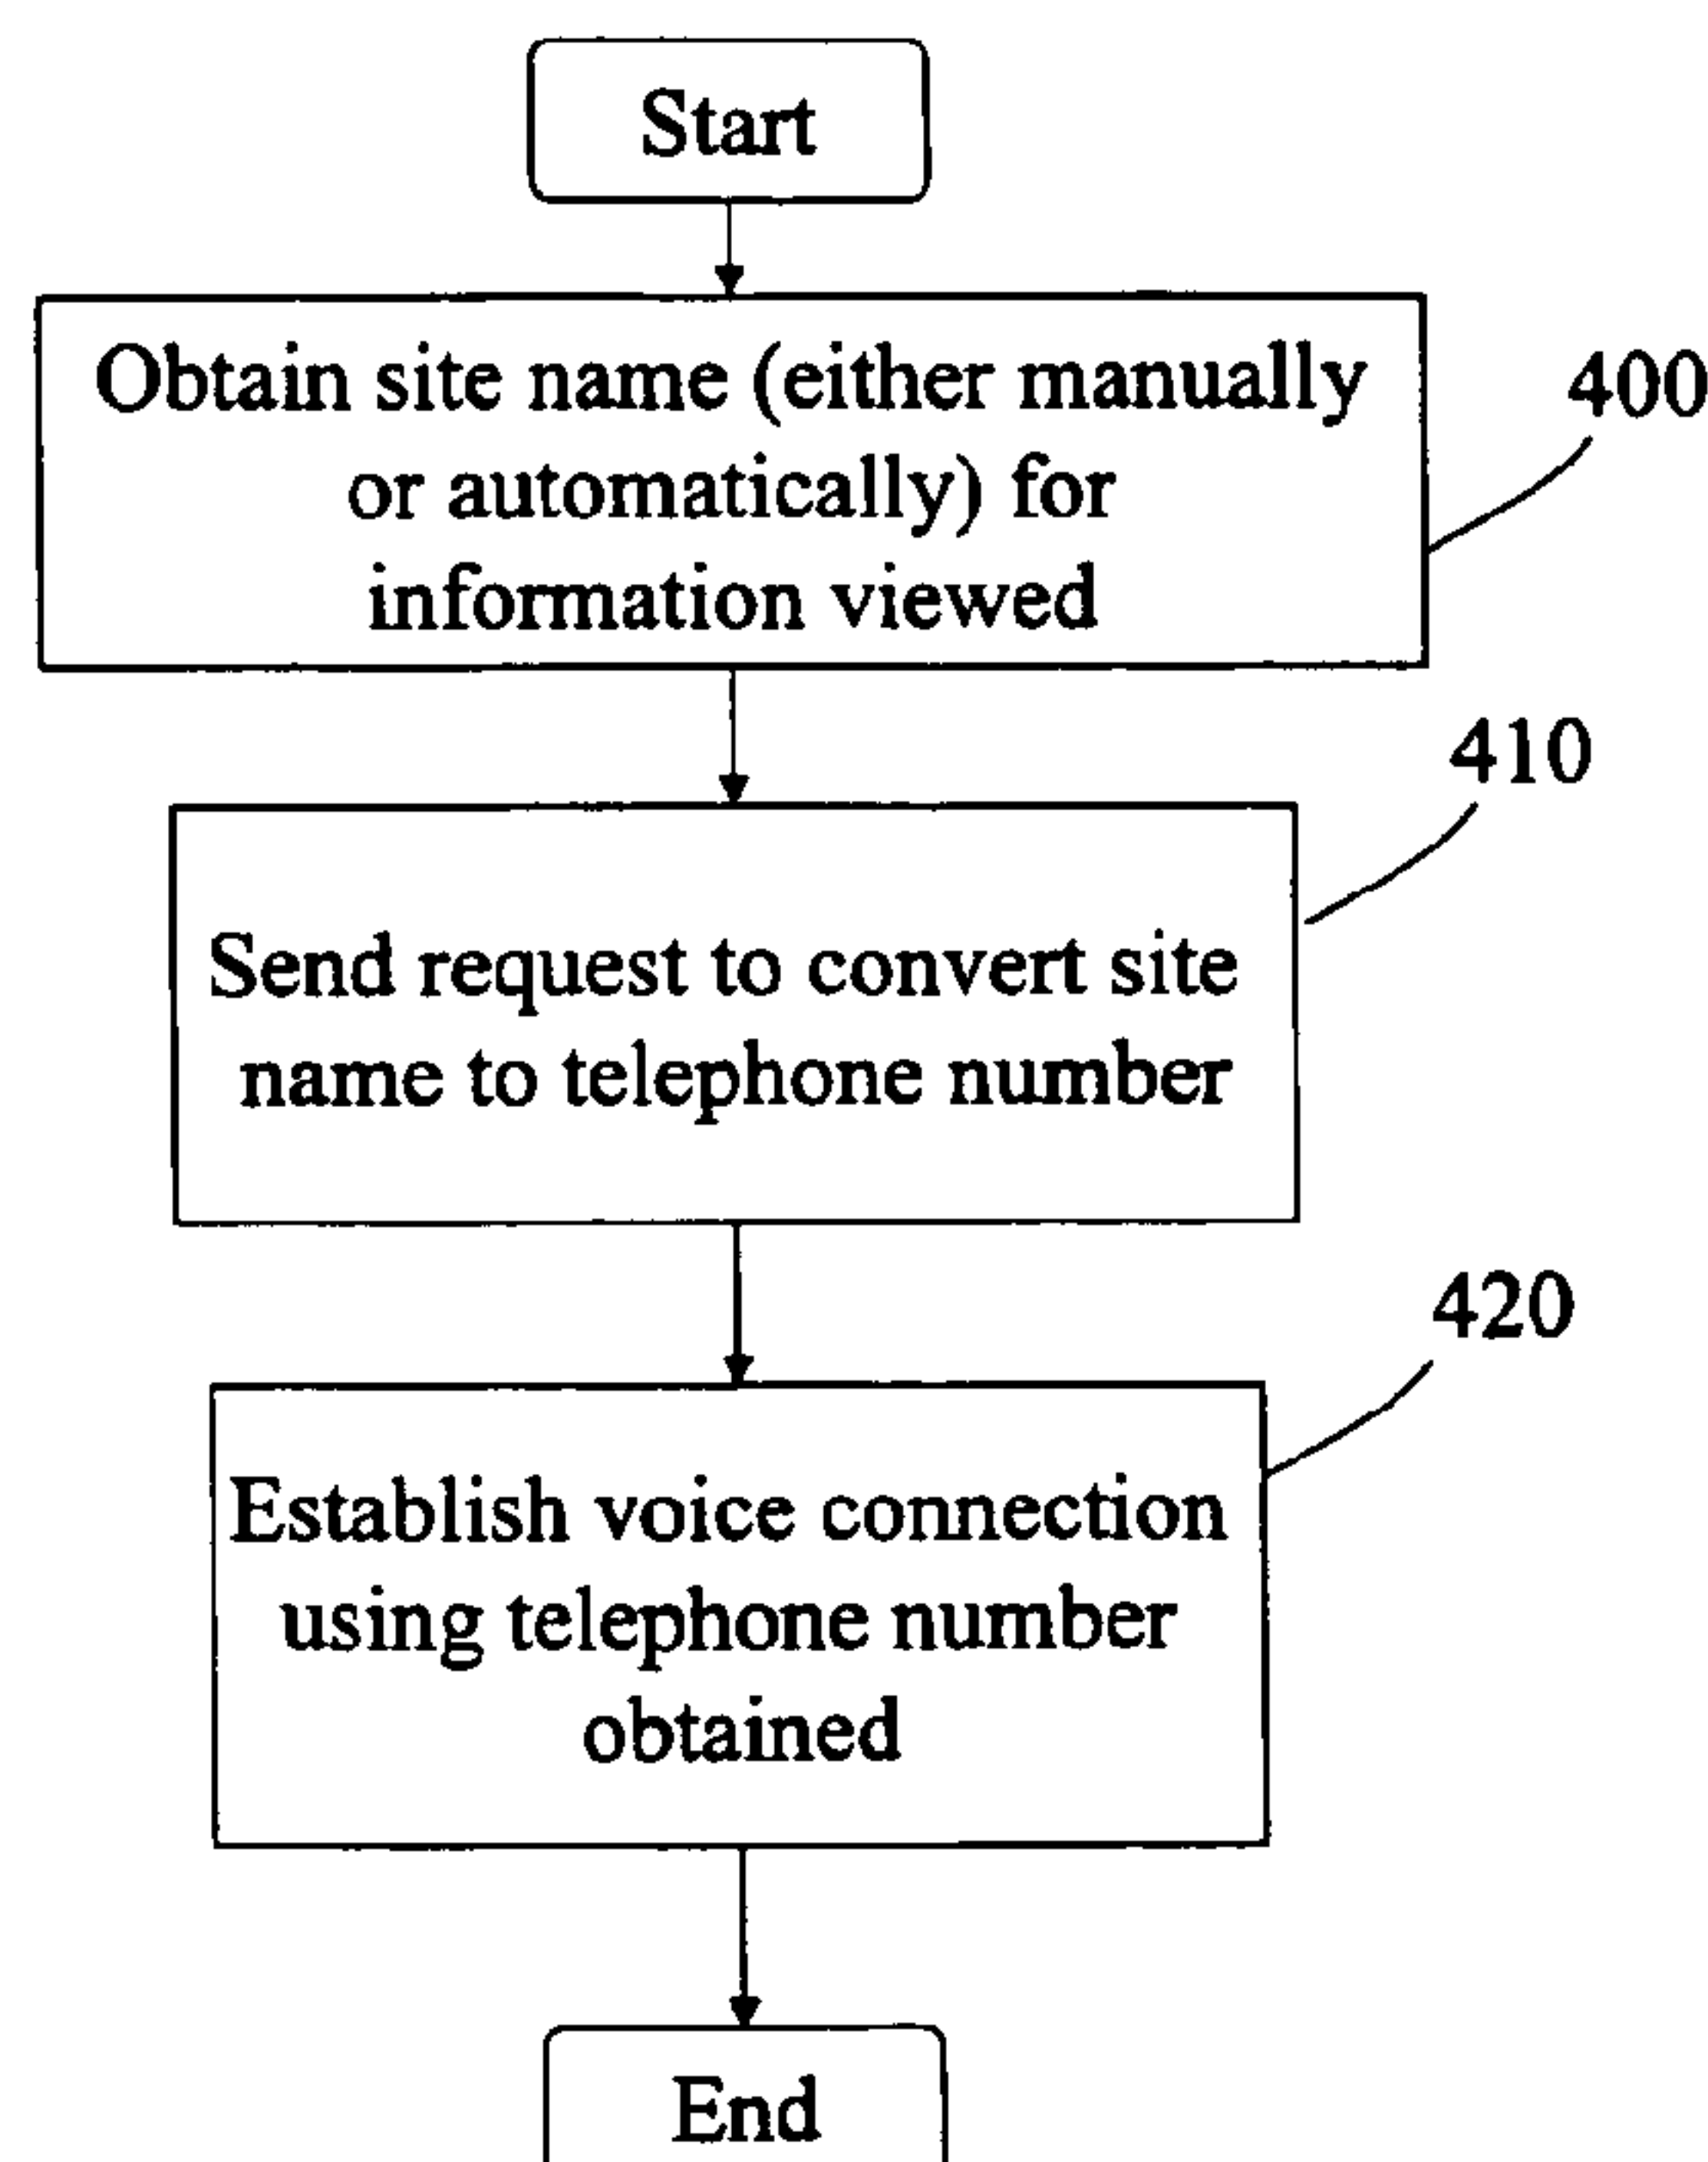 Start
Obtain site name (either manually
or automatically) for
information viewed
400
410
Send request to convert site
name to telephone number
420
Establish voice connection
using telephone number
obtained
End